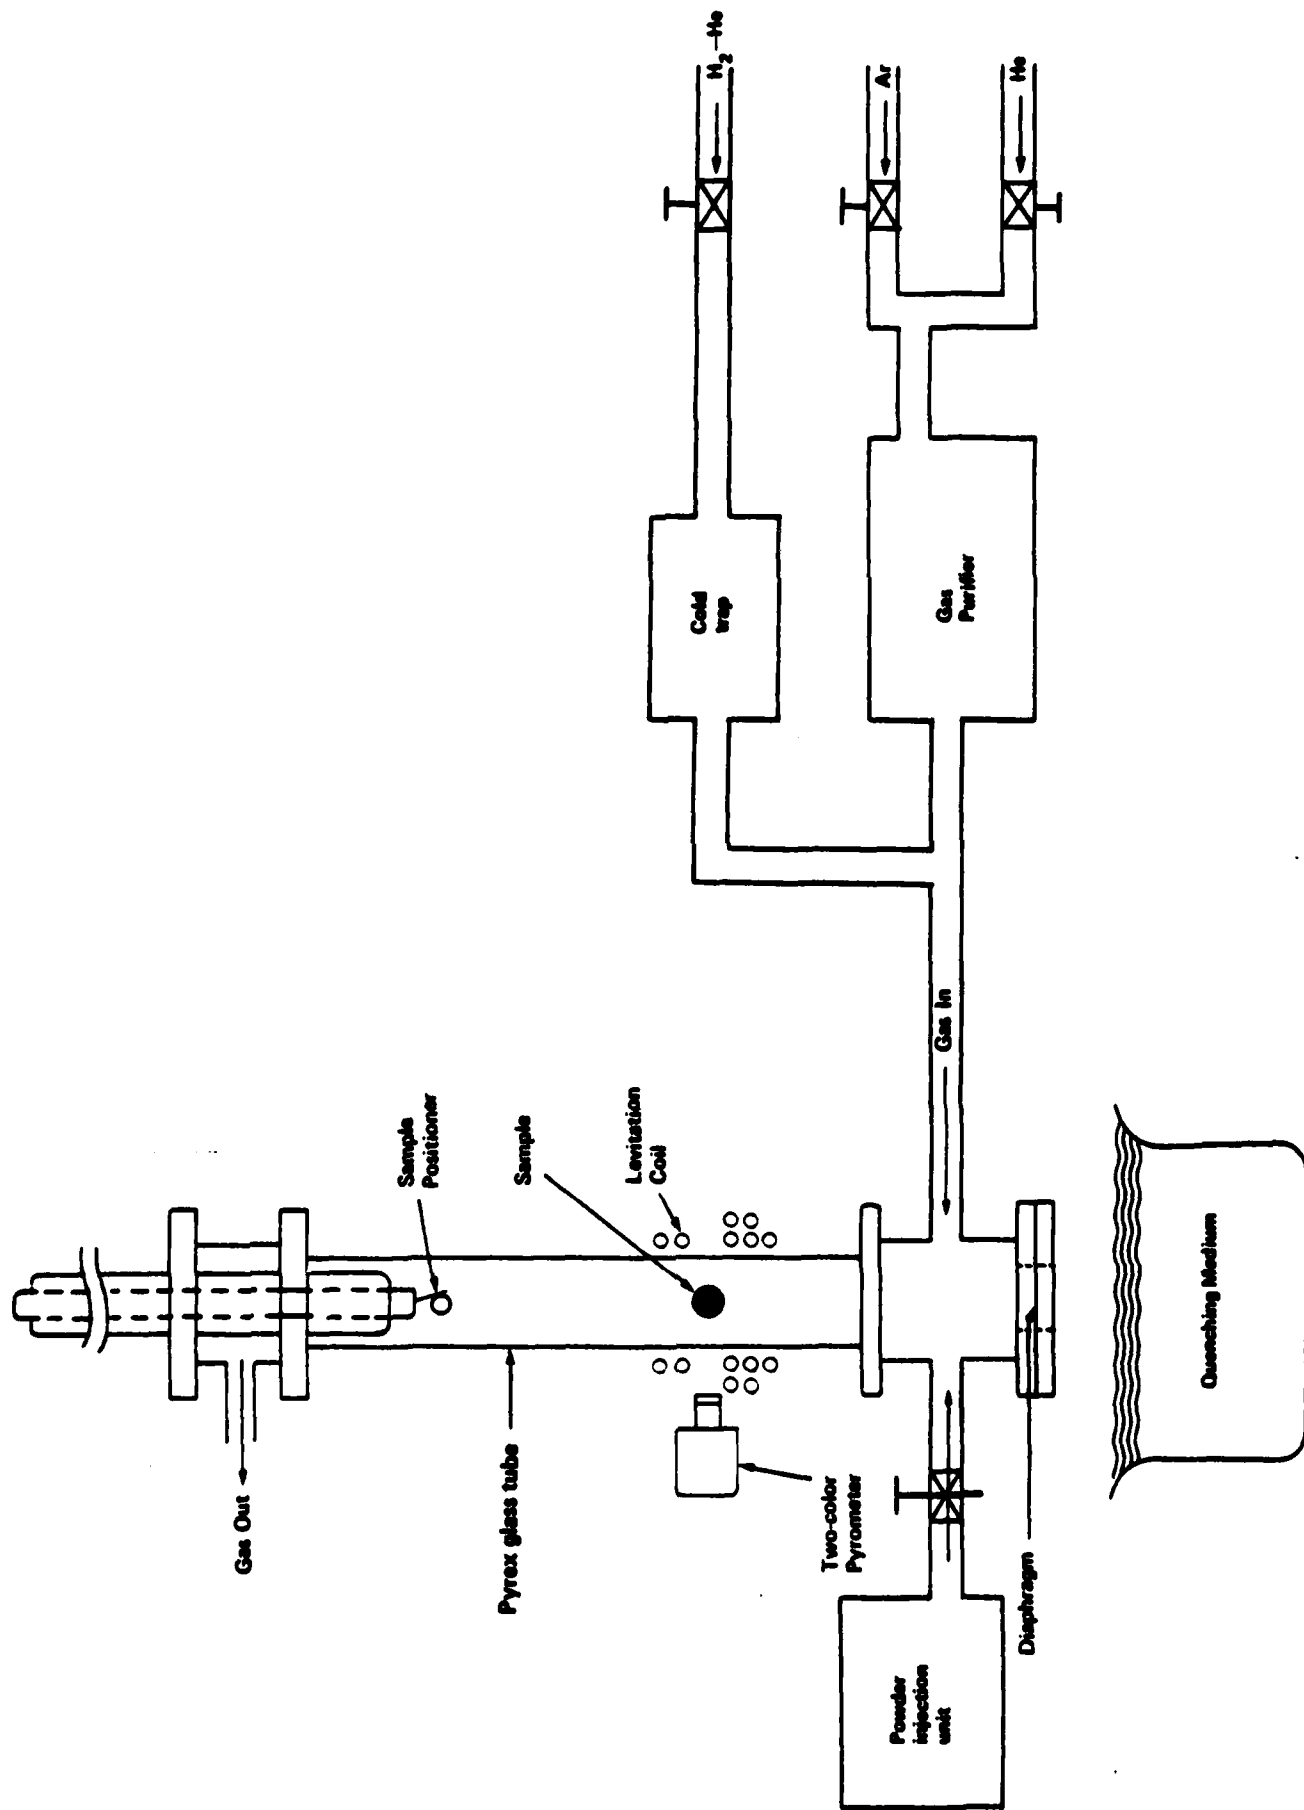 Gas Out
Sample
Positioner
Pyrex glass tube
Sample
Levitation
Coil
Two-color
Pyrometer
Powder
injection
unit
Diaphragm
Gas In
Quenching Medium
Cold
trap
Gas
Purifier
H2-He
Ar
He